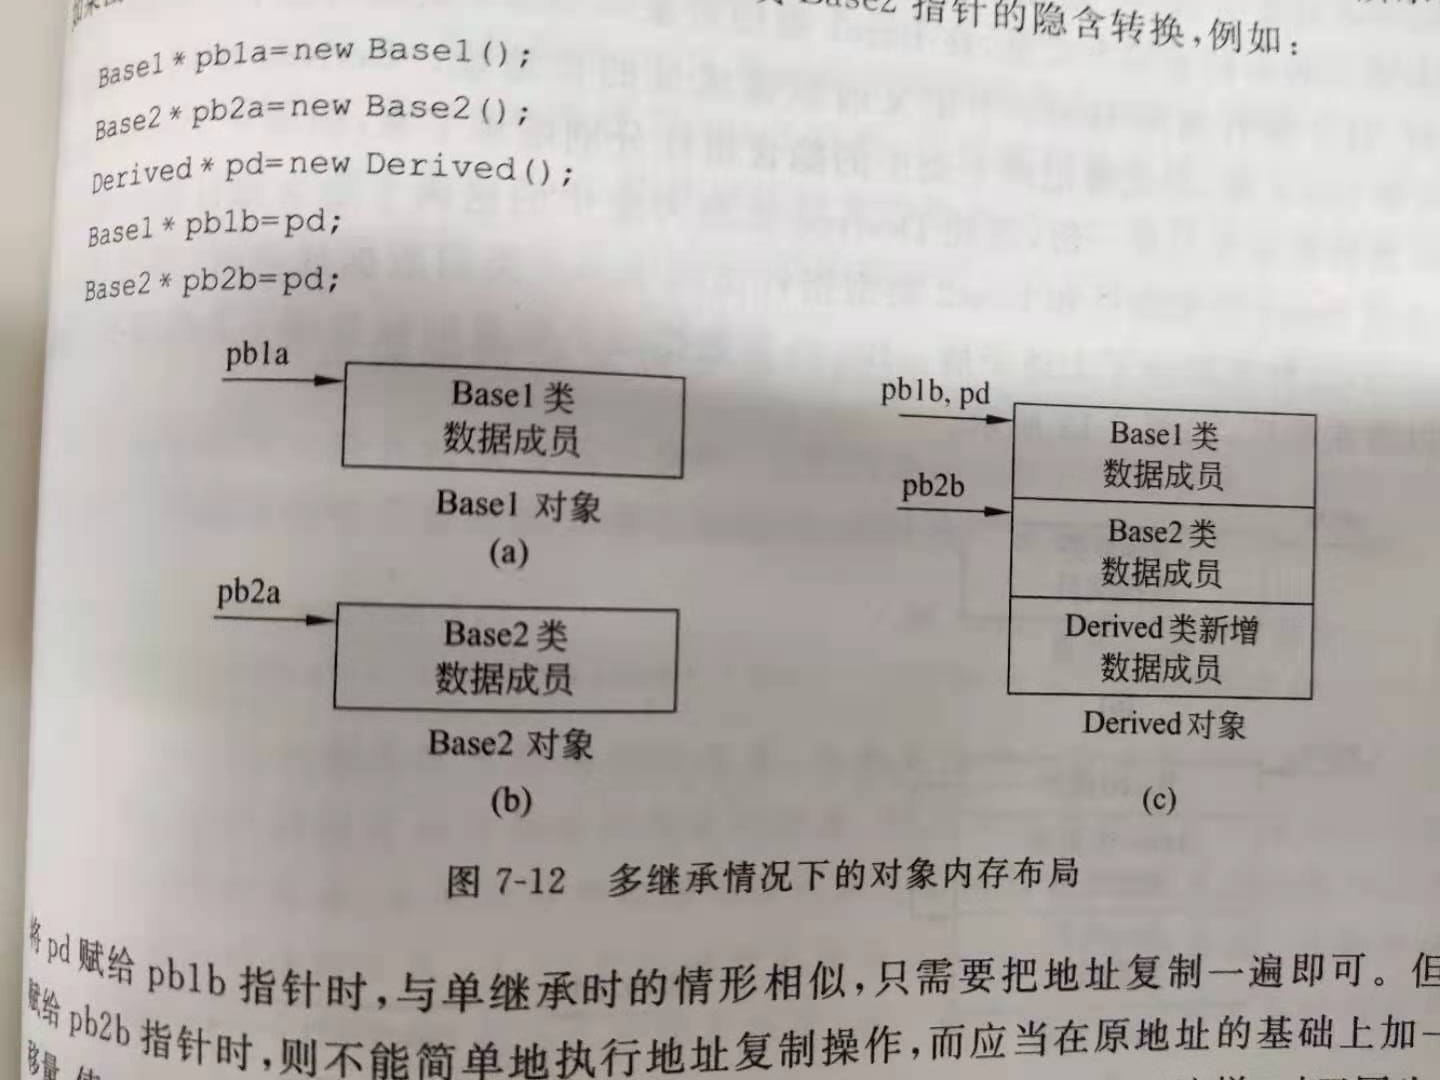 Base2 指针的隐含转换,例如:
Base1 * pb1a=new Base1();
Base2 * pb2a=new Base2();
Derived * pd=new Derived();
Base1 * pb1b=pd;
Base2 * pb2b=pd;
pb1a
Base1 类
数据成员
Base1 对象
(a)
pb2a
Base2 类
数据成员
Base2 对象
(b)
pb1b, pd
Base1 类
数据成员
pb2b
Base2 类
数据成员
Derived 类新增
数据成员
Derived 对象
(c)
图 7-12 多继承情况下的对象内存布局
将 pd 赋给 pb1b 指针时,与单继承时的情形相似,只需要把地址复制一遍即可。但
赋给 pb2b 指针时,则不能简单地执行地址复制操作,而应当在原地址的基础上加一
移量